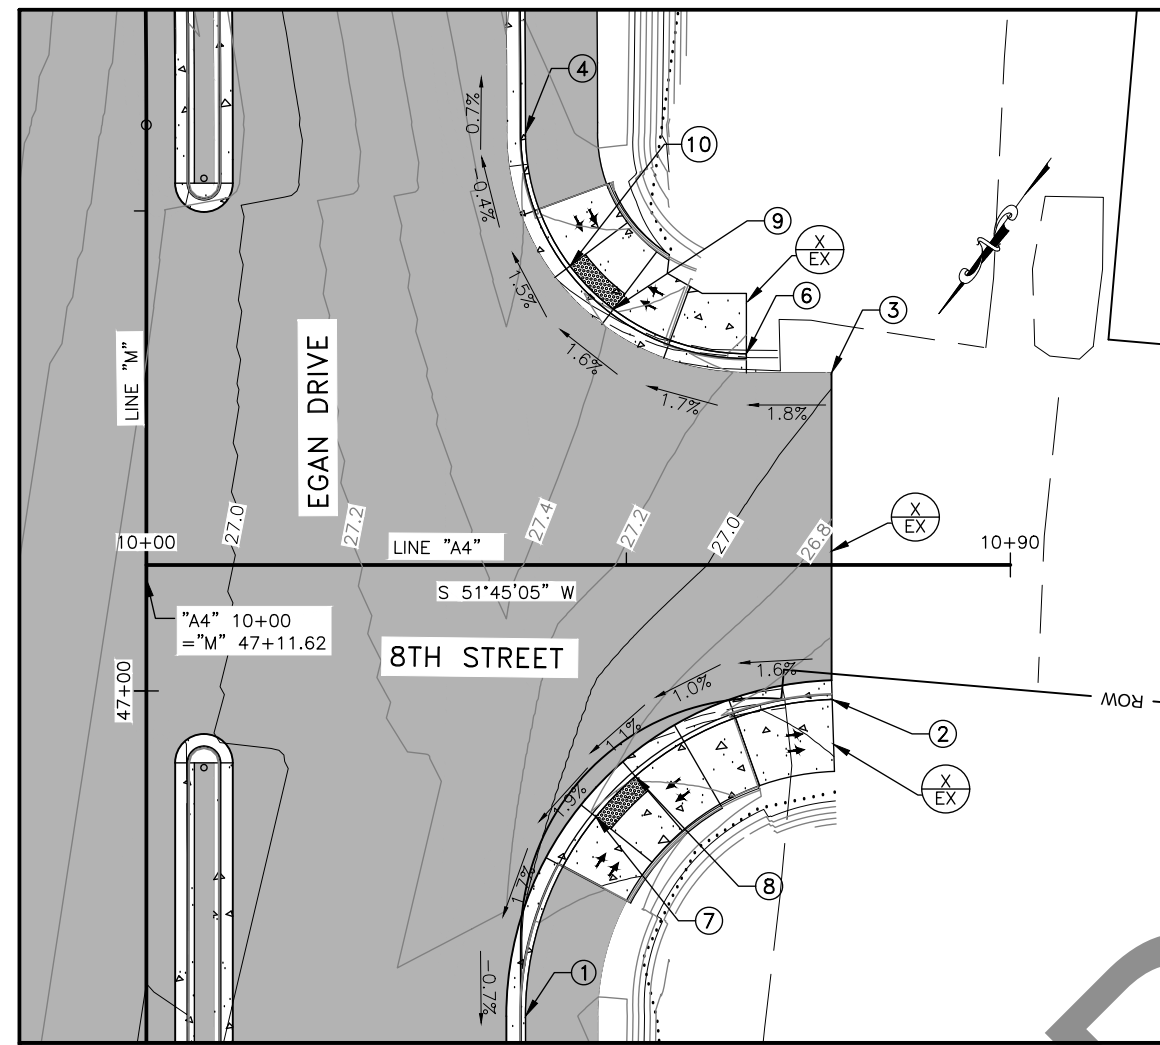 4
0.7%
10
-0.4%
9
X
EX
1.5%
6
3
1.6%
LINE "M"
EGAN DRIVE
1.7%
1.8%
27.0
27.2
27.4
27.2
27.0
26.8
X
EX
10+00
LINE "A4"
10+90
S 51°45'05" W
"A4" 10+00
="M" 47+11.62
8TH STREET
1.6%
1.0%
47+00
ROW
1.1%
2
X
EX
1.9%
1.7%
8
7
1
-0.7%